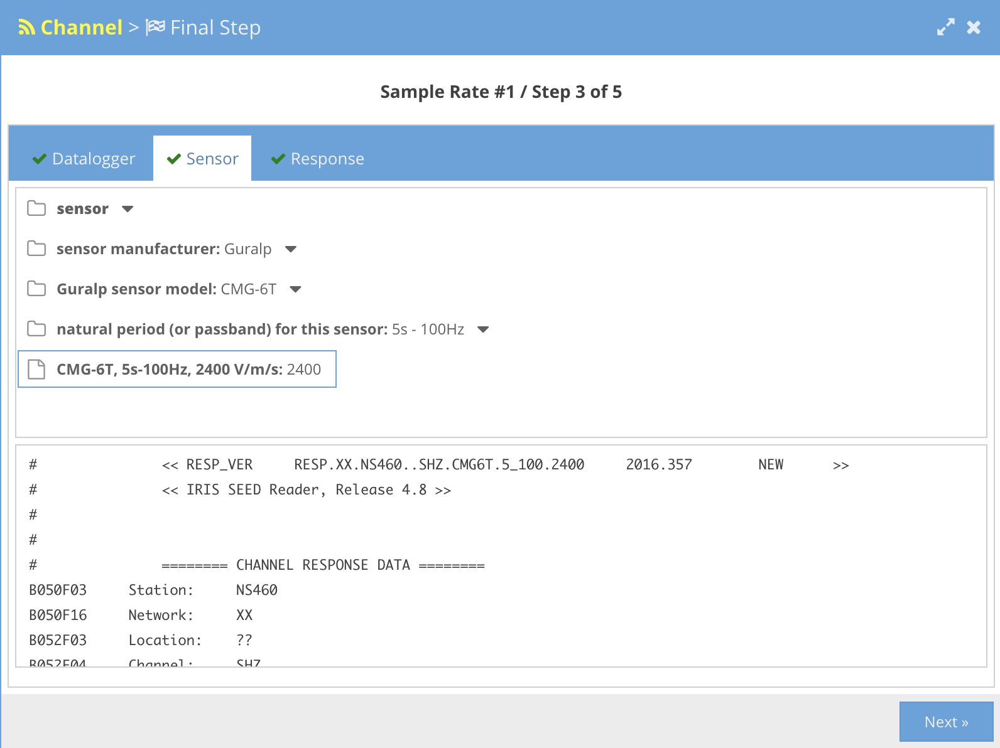 Channel > Final Step
Sample Rate #1 / Step 3 of 5
Datalogger Sensor Response
sensor
sensor manufacturer: Guralp
Guralp sensor model: CMG-6T
natural period (or passband) for this sensor: 5s - 100Hz
CMG-6T, 5s-100Hz, 2400 V/m/s: 2400
# << RESP_VER RESP.XX.NS460..SHZ.CMG6T.5_100.2400 2016.357 NEW >>
# << IRIS SEED Reader, Release 4.8 >>
#
#
# ======== CHANNEL RESPONSE DATA ========
B050F03 Station: NS460
B050F16 Network: XX
B052F03 Location: ??
B052F04 Channel: SHZ
Next »